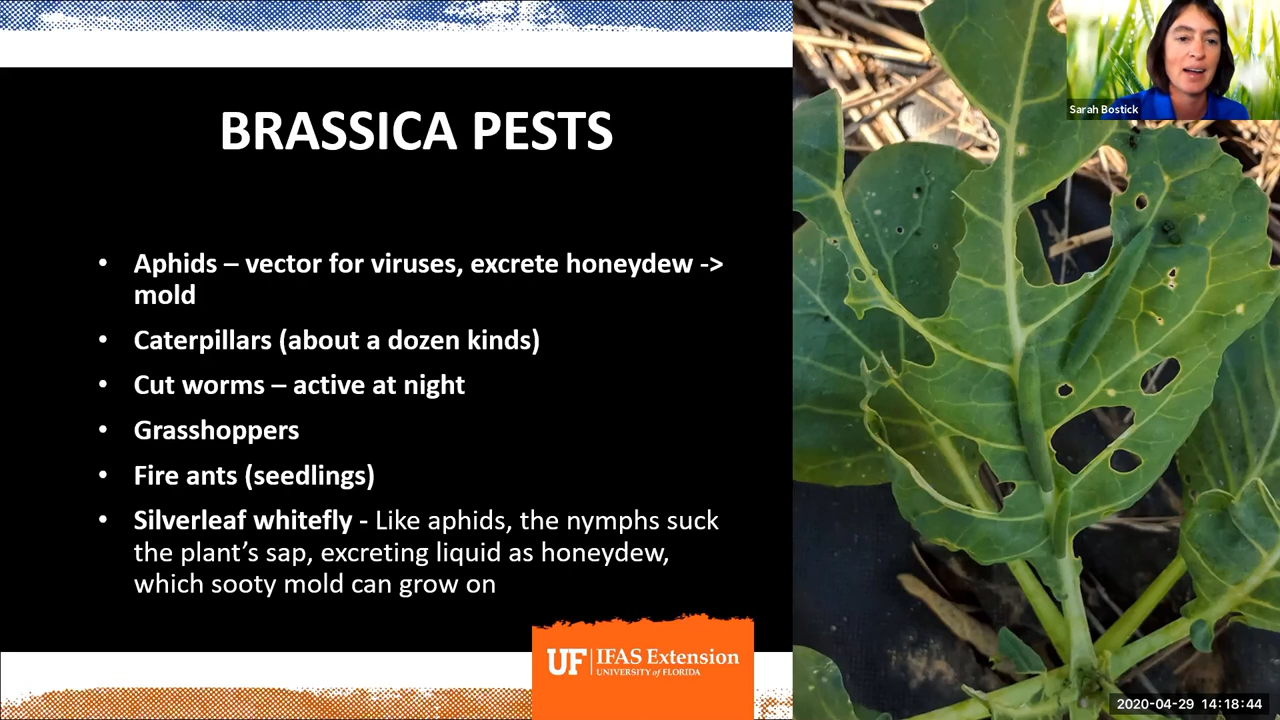 BRASSICA PESTS
• Aphids – vector for viruses, excrete honeydew ->
mold
• Caterpillars (about a dozen kinds)
• Cut worms – active at night
• Grasshoppers
• Fire ants (seedlings)
• Silverleaf whitefly - Like aphids, the nymphs suck
the plant’s sap, excreting liquid as honeydew,
which sooty mold can grow on
UF | IFAS Extension
UNIVERSITY of FLORIDA
Sarah Bostick
2020-04-29 14:18:44